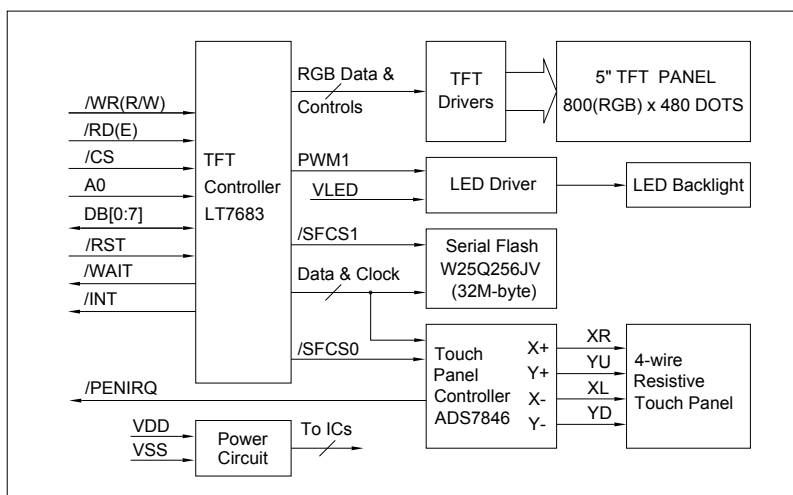 /WR(R/W)
/RD(E)
/CS
A0
DB[0:7]
/RST
/WAIT
/INT
/PENIRQ
TFT
Controller
LT7683
RGB Data &
Controls
PWM1
VLED
/SFCS1
Data & Clock
/SFCS0
TFT
Drivers
5" TFT PANEL
800(RGB) x 480 DOTS
LED Driver
LED Backlight
Serial Flash
W25Q256JV
(32M-byte)
Touch
Panel
Controller
ADS7846
X+
Y+
X-
Y-
XR
YU
XL
YD
4-wire
Resistive
Touch Panel
VDD
VSS
Power
Circuit
To ICs